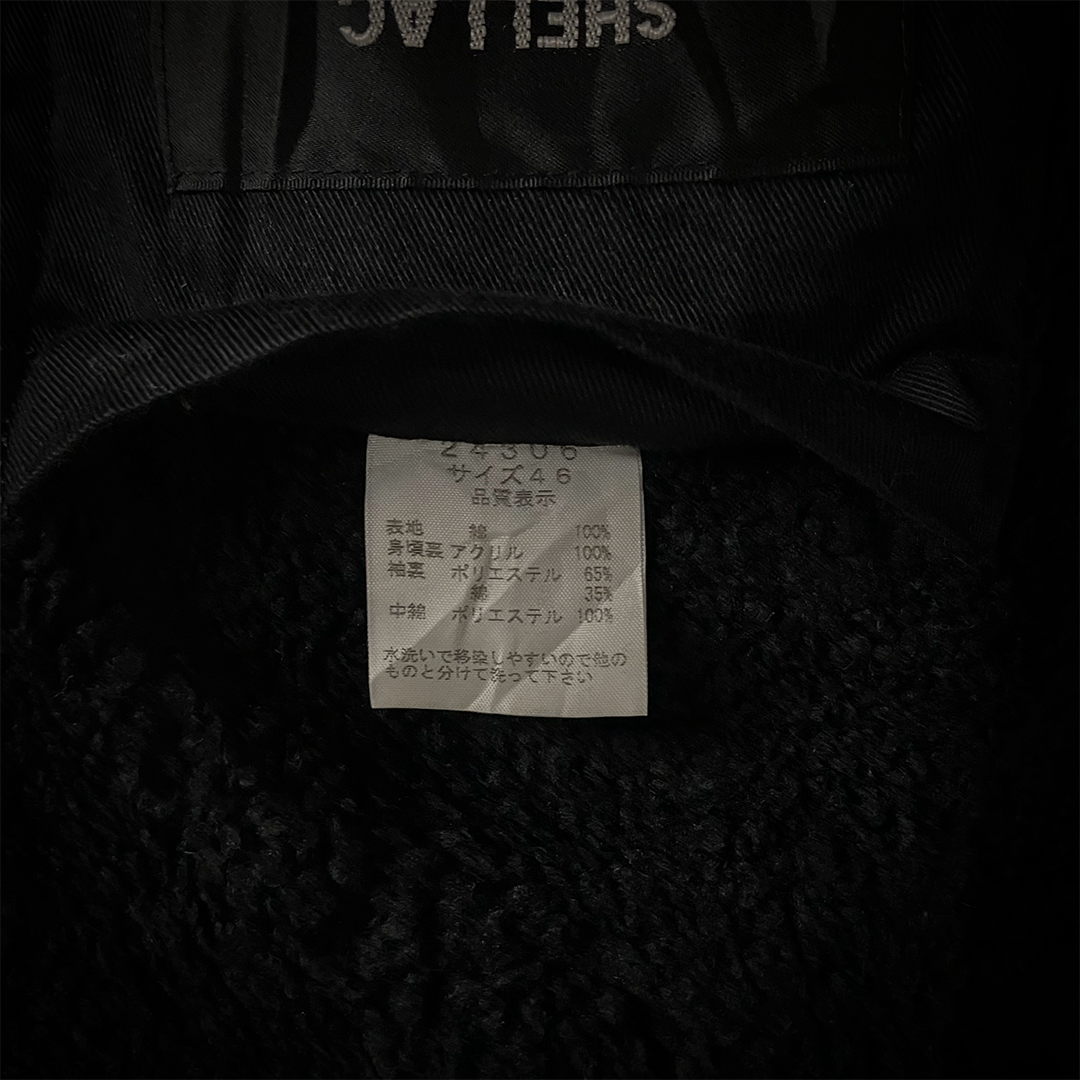 SHELLAC
24306
サイズ46
品質表示
表地 綿 100%
身頃裏 アクリル 100%
袖裏 ポリエステル 65%
綿 35%
中綿 ポリエステル 100%
水洗いで移染しやすいので他の
ものと分けて洗って下さい